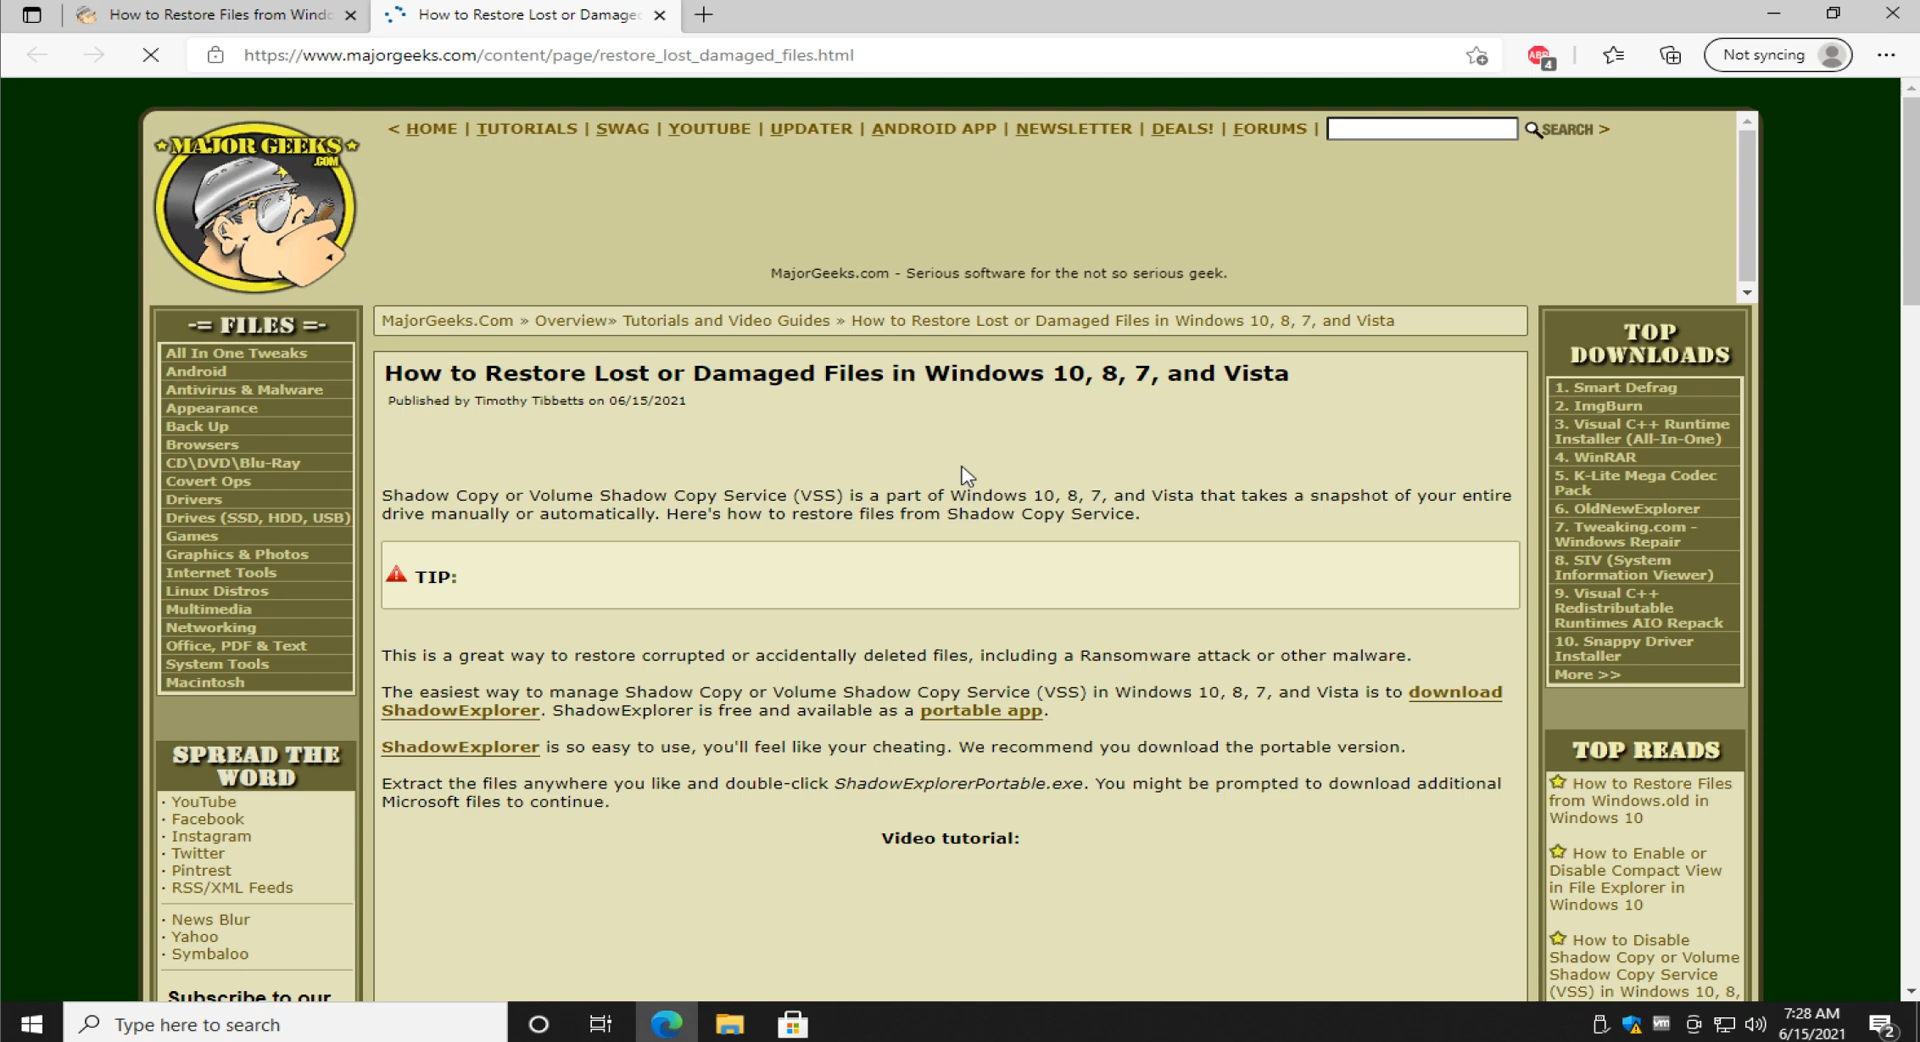 How to Restore Files from Windo
How to Restore Lost or Damaged
https://www.majorgeeks.com/content/page/restore_lost_damaged_files.html
ABP
4
Not syncing
MAJOR GEEKS
.COM
< HOME | TUTORIALS | SWAG | YOUTUBE | UPDATER | ANDROID APP | NEWSLETTER | DEALS! | FORUMS |
SEARCH >
MajorGeeks.com - Serious software for the not so serious geek.
-= FILES =-
All In One Tweaks
Android
Antivirus & Malware
Appearance
Back Up
Browsers
CD\DVD\Blu-Ray
Covert Ops
Drivers
Drives (SSD, HDD, USB)
Games
Graphics & Photos
Internet Tools
Linux Distros
Multimedia
Networking
Office, PDF & Text
System Tools
Macintosh
SPREAD THE
WORD
· YouTube
· Facebook
· Instagram
· Twitter
· Pintrest
· RSS/XML Feeds
· News Blur
· Yahoo
· Symbaloo
Subscribe to our
MajorGeeks.Com » Overview» Tutorials and Video Guides » How to Restore Lost or Damaged Files in Windows 10, 8, 7, and Vista
How to Restore Lost or Damaged Files in Windows 10, 8, 7, and Vista
Published by Timothy Tibbetts on 06/15/2021
Shadow Copy or Volume Shadow Copy Service (VSS) is a part of Windows 10, 8, 7, and Vista that takes a snapshot of your entire
drive manually or automatically. Here's how to restore files from Shadow Copy Service.
TIP:
This is a great way to restore corrupted or accidentally deleted files, including a Ransomware attack or other malware.
The easiest way to manage Shadow Copy or Volume Shadow Copy Service (VSS) in Windows 10, 8, 7, and Vista is to download
ShadowExplorer. ShadowExplorer is free and available as a portable app.
ShadowExplorer is so easy to use, you'll feel like your cheating. We recommend you download the portable version.
Extract the files anywhere you like and double-click ShadowExplorerPortable.exe. You might be prompted to download additional
Microsoft files to continue.
Video tutorial:
TOP
DOWNLOADS
1. Smart Defrag
2. ImgBurn
3. Visual C++ Runtime
Installer (All-In-One)
4. WinRAR
5. K-Lite Mega Codec
Pack
6. OldNewExplorer
7. Tweaking.com -
Windows Repair
8. SIV (System
Information Viewer)
9. Visual C++
Redistributable
Runtimes AIO Repack
10. Snappy Driver
Installer
More >>
TOP READS
How to Restore Files
from Windows.old in
Windows 10
How to Enable or
Disable Compact View
in File Explorer in
Windows 10
How to Disable
Shadow Copy or Volume
Shadow Copy Service
(VSS) in Windows 10, 8,
Type here to search
vm
7:28 AM
6/15/2021
2